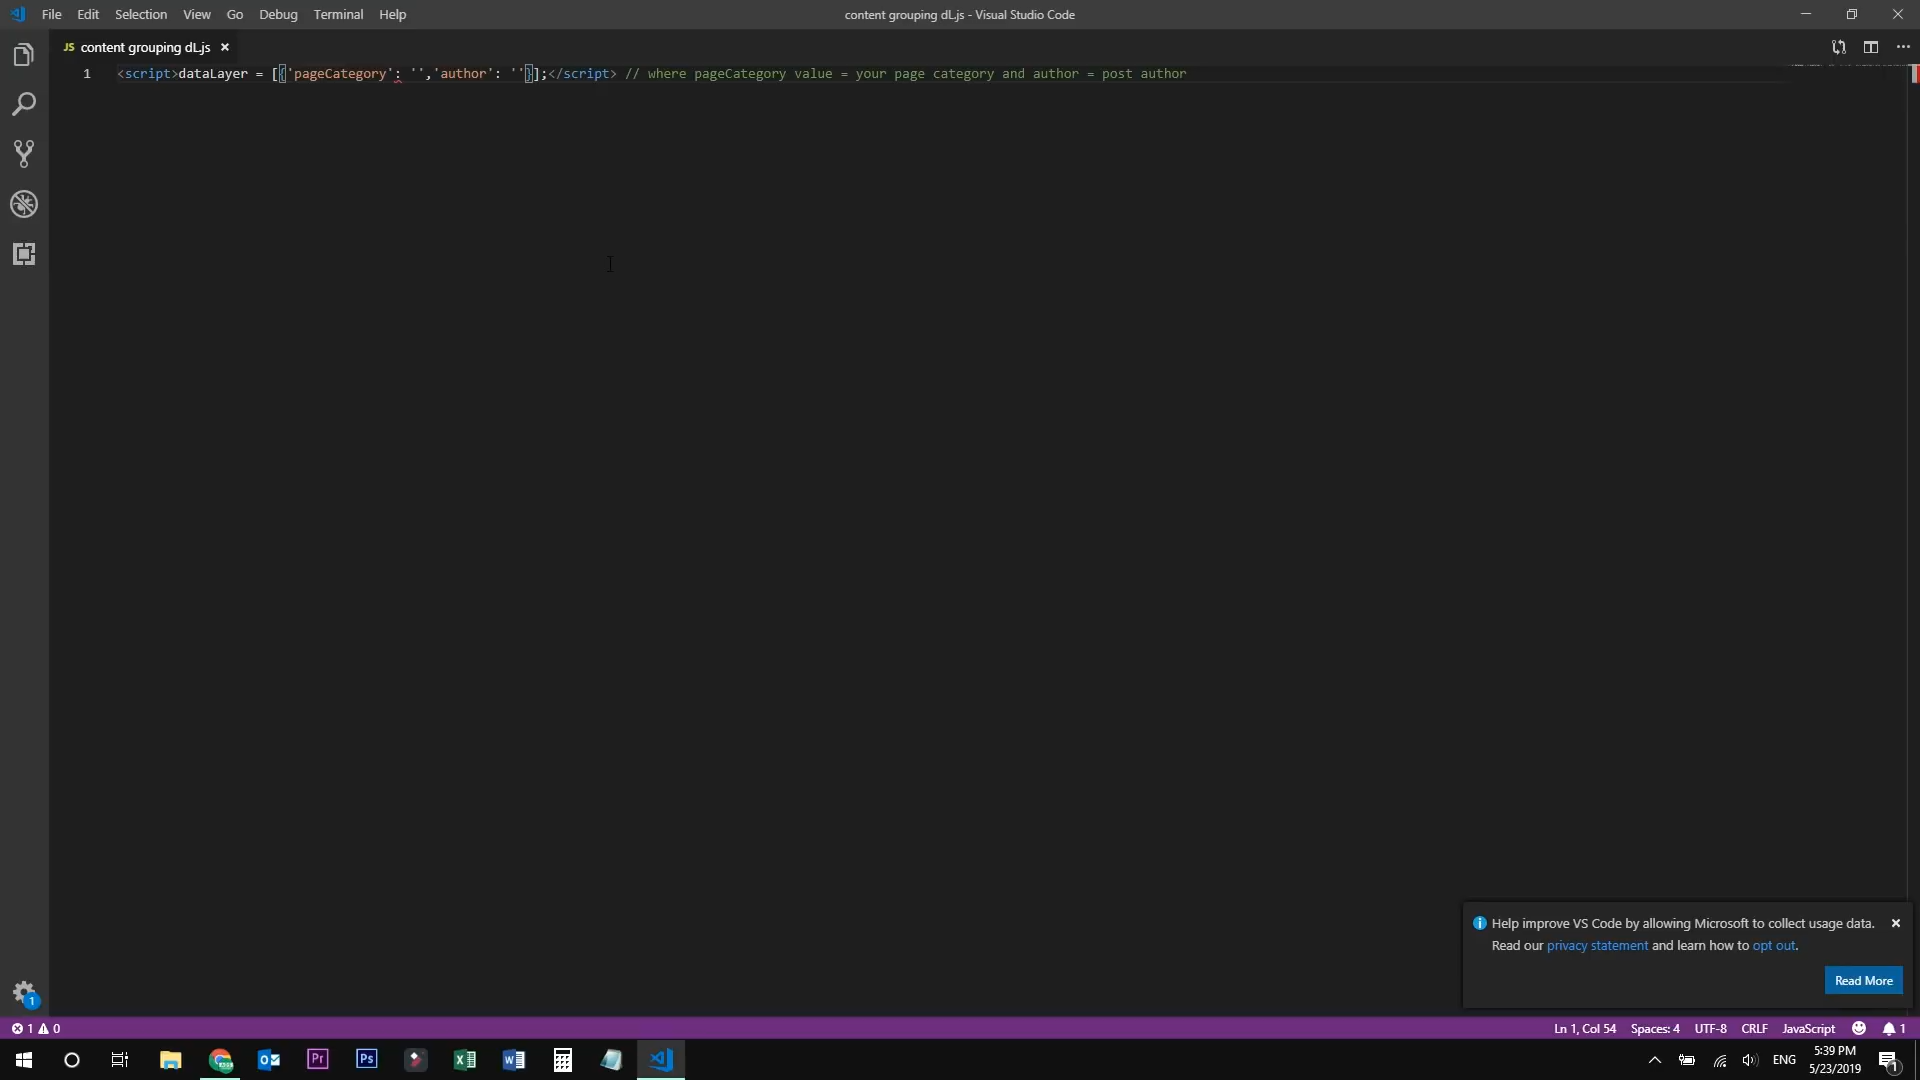 File Edit Selection View Go Debug Terminal Help
content grouping dL.js - Visual Studio Code
JS content grouping dL.js
1 <script>dataLayer = [{'pageCategory': '','author': ''}];</script> // where pageCategory value = your page category and author = post author
Help improve VS Code by allowing Microsoft to collect usage data.
Read our privacy statement and learn how to opt out.
Read More
1
1 0
Ln 1, Col 54 Spaces: 4 UTF-8 CRLF JavaScript 1
Pr Ps
ENG
5:39 PM
5/23/2019
1